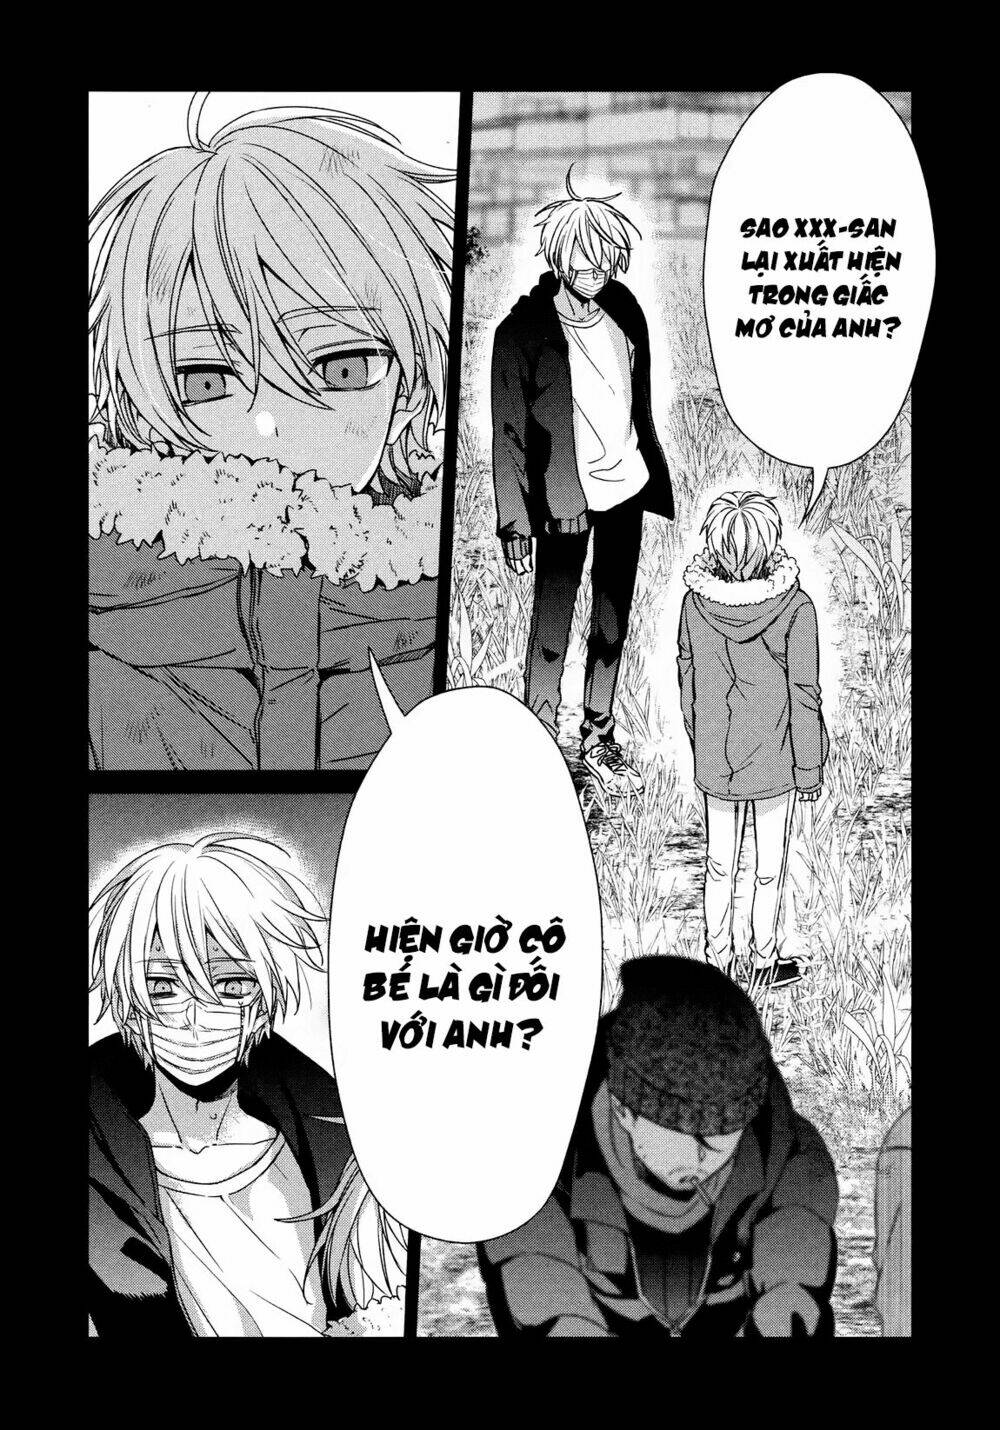 SAO XXX-SAN
LẠI XUẤT HIỆN
TRONG GIẤC
MƠ CỦA ANH?
HIỆN GIỜ CÔ
BÉ LÀ GÌ ĐỐI
VỚI ANH?